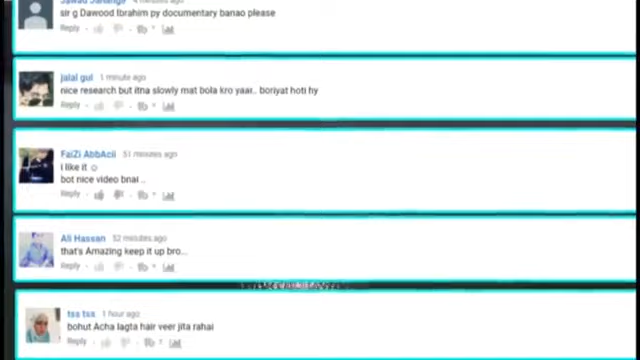 4 minutes ago
sir g Dawood Ibrahim py documentary banao please
Reply
jalal gul 1 minute ago
nice research but itna slowly mat bola kro yaar.. boriyat hoti hy
Reply
FaiZi AbbAcii 51 minutes ago
i like it ☺
bot nice video bnai ..
Reply
Ali Hassan 52 minutes ago
that's Amazing keep it up bro...
Reply
tss tss 1 hour ago
bohut Acha lagta hair veer jita rahai
Reply